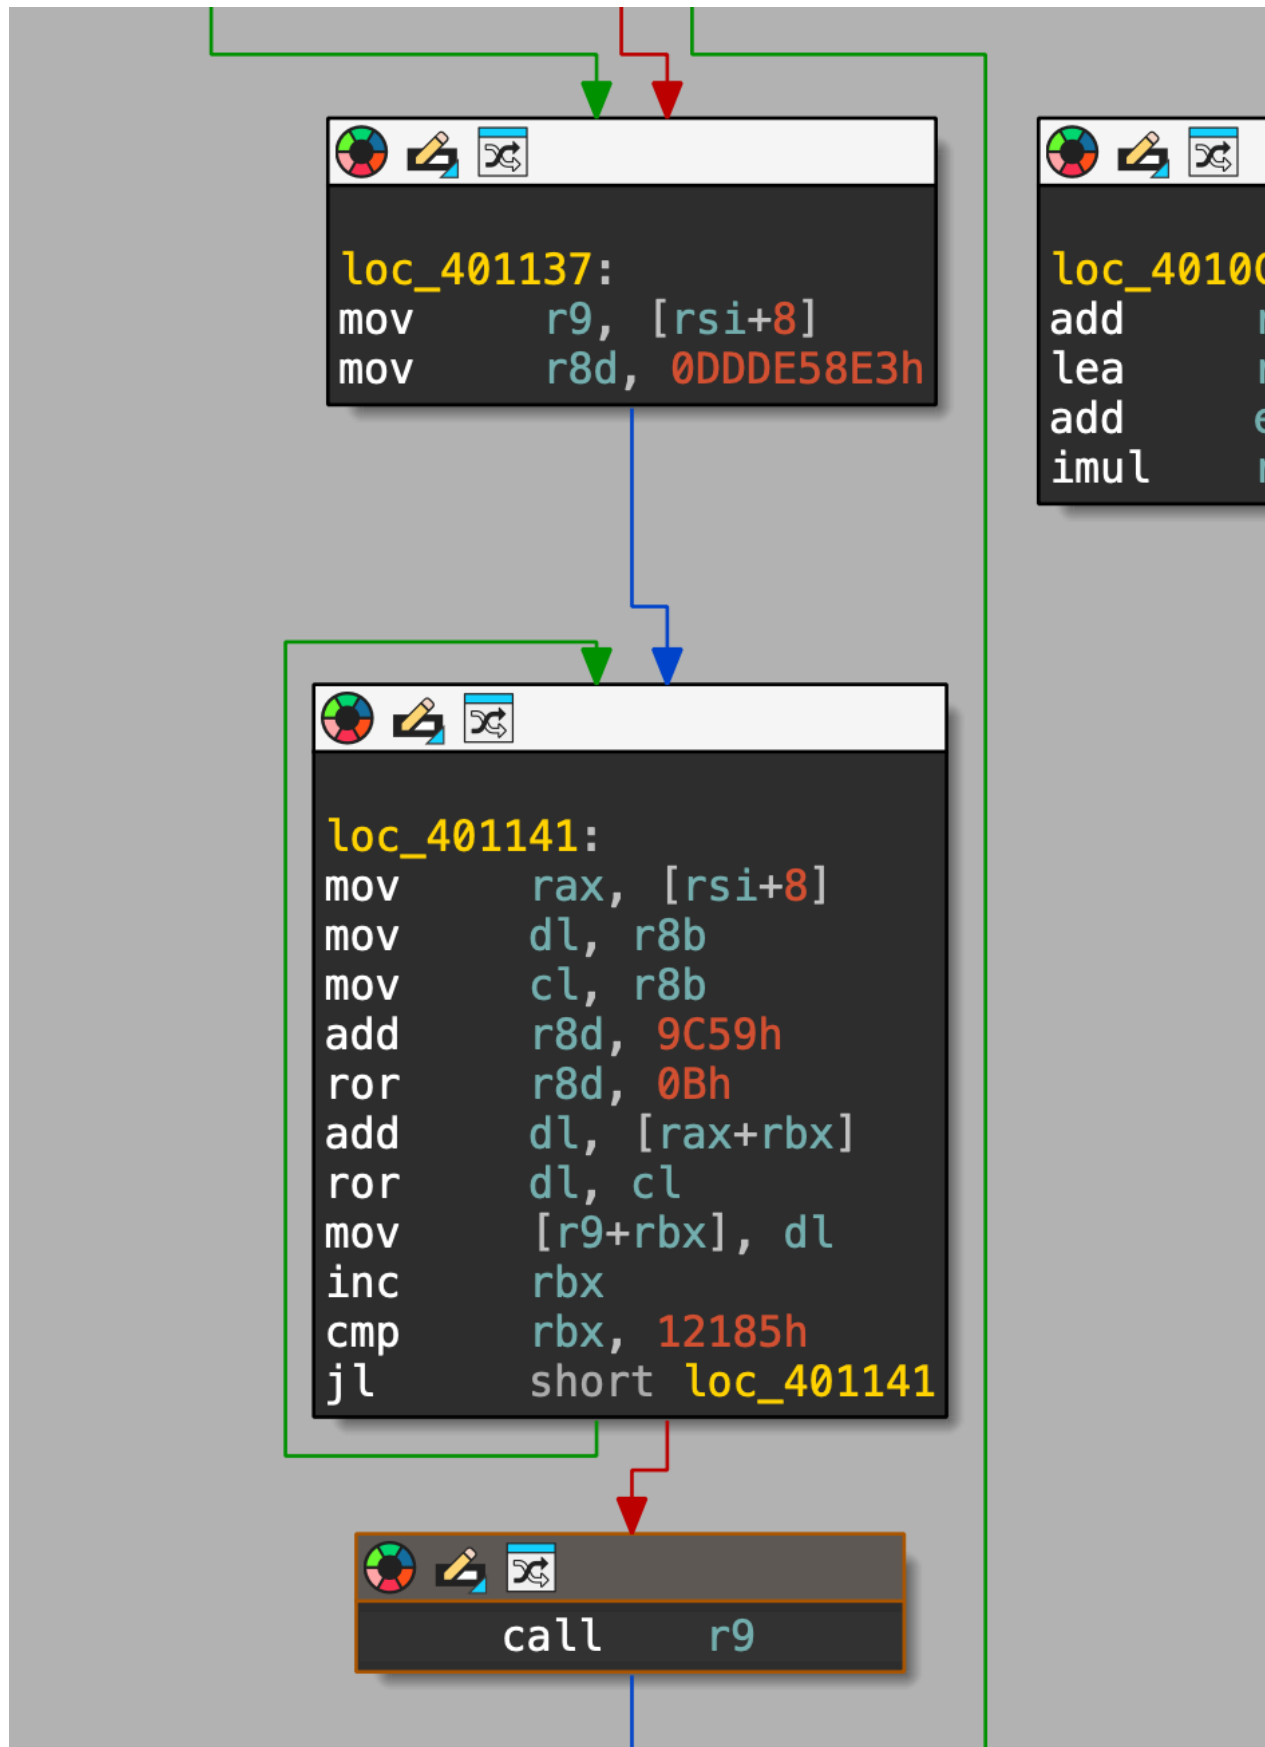 loc_401137:
mov r9, [rsi+8]
mov r8d, 0DDDE58E3h
loc_4010
add
lea
add
imul
loc_401141:
mov rax, [rsi+8]
mov dl, r8b
mov cl, r8b
add r8d, 9C59h
ror r8d, 0Bh
add dl, [rax+rbx]
ror dl, cl
mov [r9+rbx], dl
inc rbx
cmp rbx, 12185h
jl short loc_401141
call r9